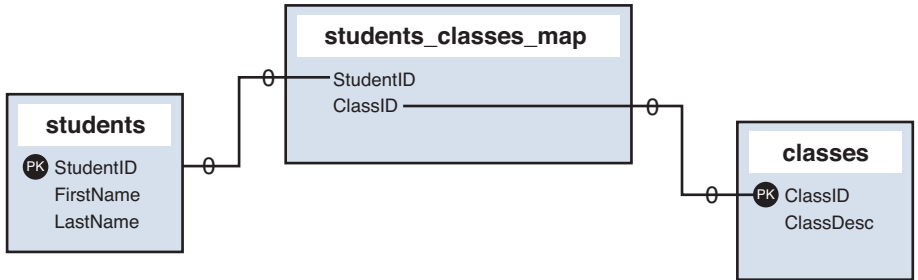 students_classes_map
StudentID
ClassID
students
PK StudentID
FirstName
LastName
classes
PK ClassID
ClassDesc